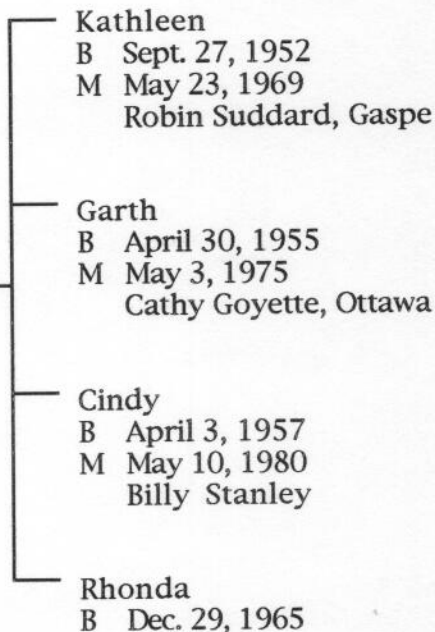 Kathleen
B Sept. 27, 1952
M May 23, 1969
Robin Suddard, Gaspe
Garth
B April 30, 1955
M May 3, 1975
Cathy Goyette, Ottawa
Cindy
B April 3, 1957
M May 10, 1980
Billy Stanley
Rhonda
B Dec. 29, 1965